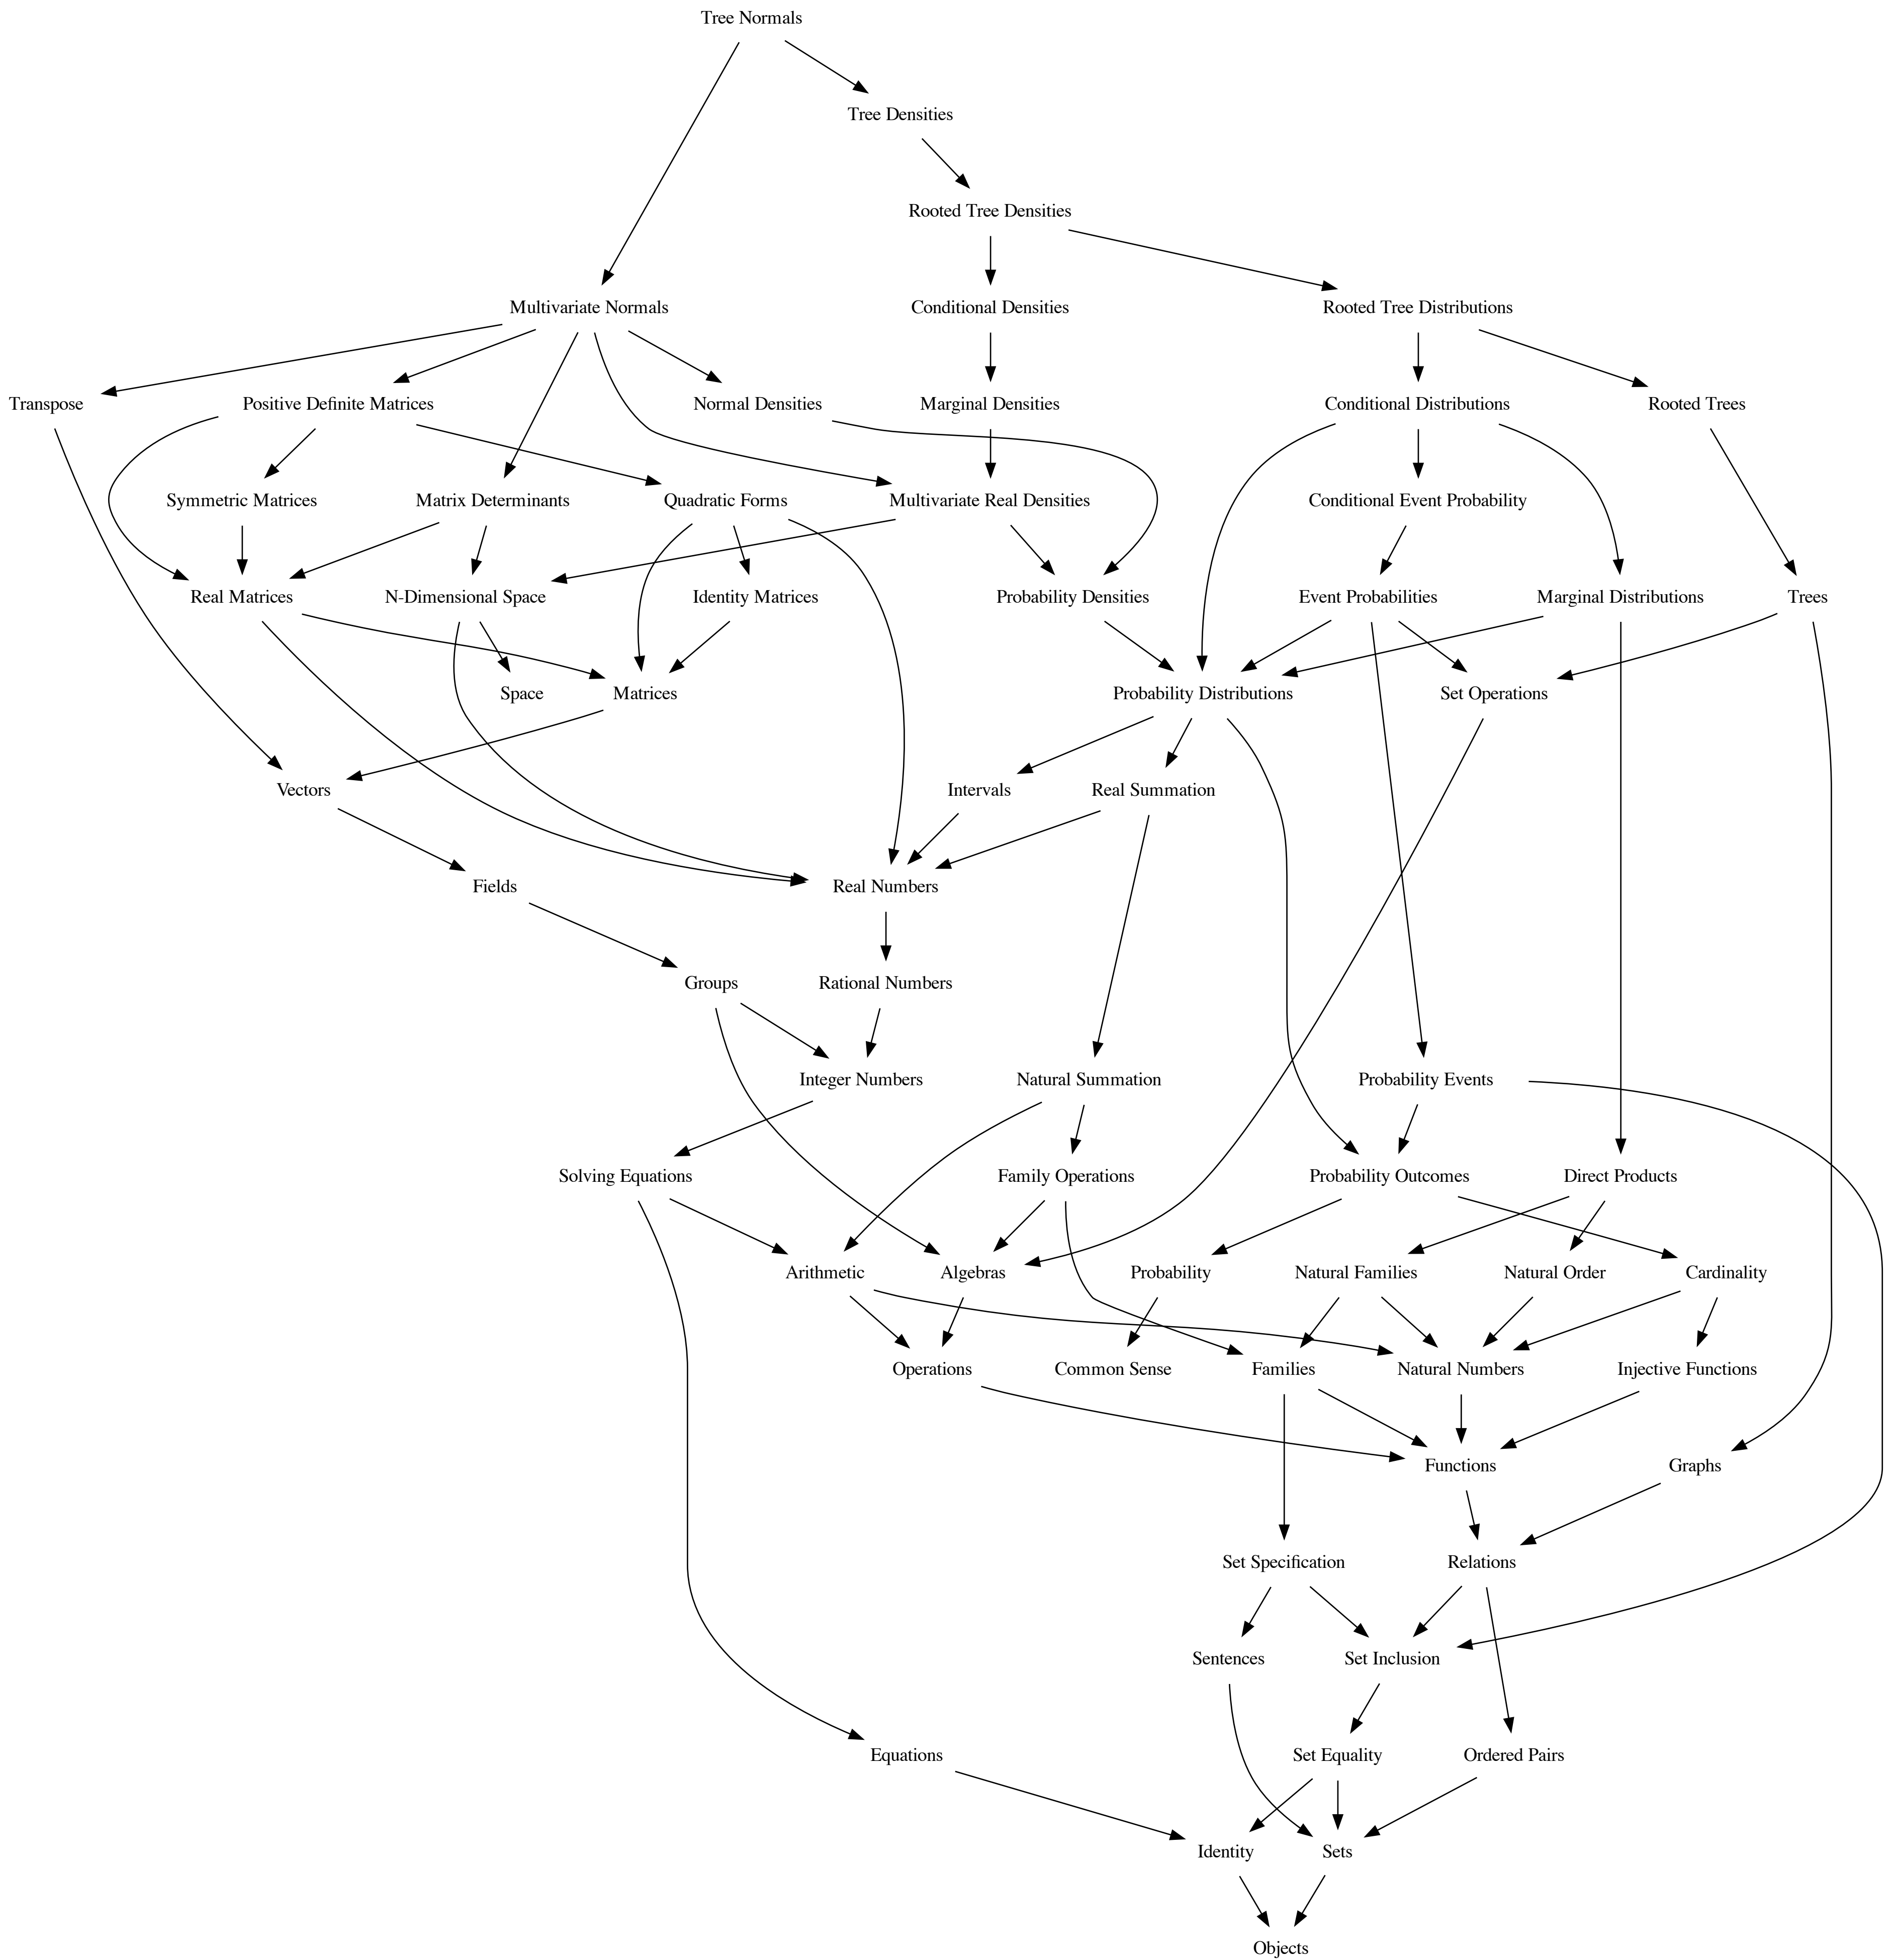 Tree Normals
Tree Densities
Rooted Tree Densities
Multivariate Normals
Conditional Densities
Rooted Tree Distributions
Transpose
Positive Definite Matrices
Normal Densities
Marginal Densities
Conditional Distributions
Rooted Trees
Symmetric Matrices
Matrix Determinants
Quadratic Forms
Multivariate Real Densities
Conditional Event Probability
Real Matrices
N-Dimensional Space
Identity Matrices
Probability Densities
Event Probabilities
Marginal Distributions
Trees
Space
Matrices
Probability Distributions
Set Operations
Vectors
Intervals
Real Summation
Fields
Real Numbers
Groups
Rational Numbers
Integer Numbers
Natural Summation
Probability Events
Solving Equations
Family Operations
Probability Outcomes
Direct Products
Arithmetic
Algebras
Probability
Natural Families
Natural Order
Cardinality
Operations
Common Sense
Families
Natural Numbers
Injective Functions
Functions
Graphs
Set Specification
Relations
Sentences
Set Inclusion
Equations
Set Equality
Ordered Pairs
Identity
Sets
Objects